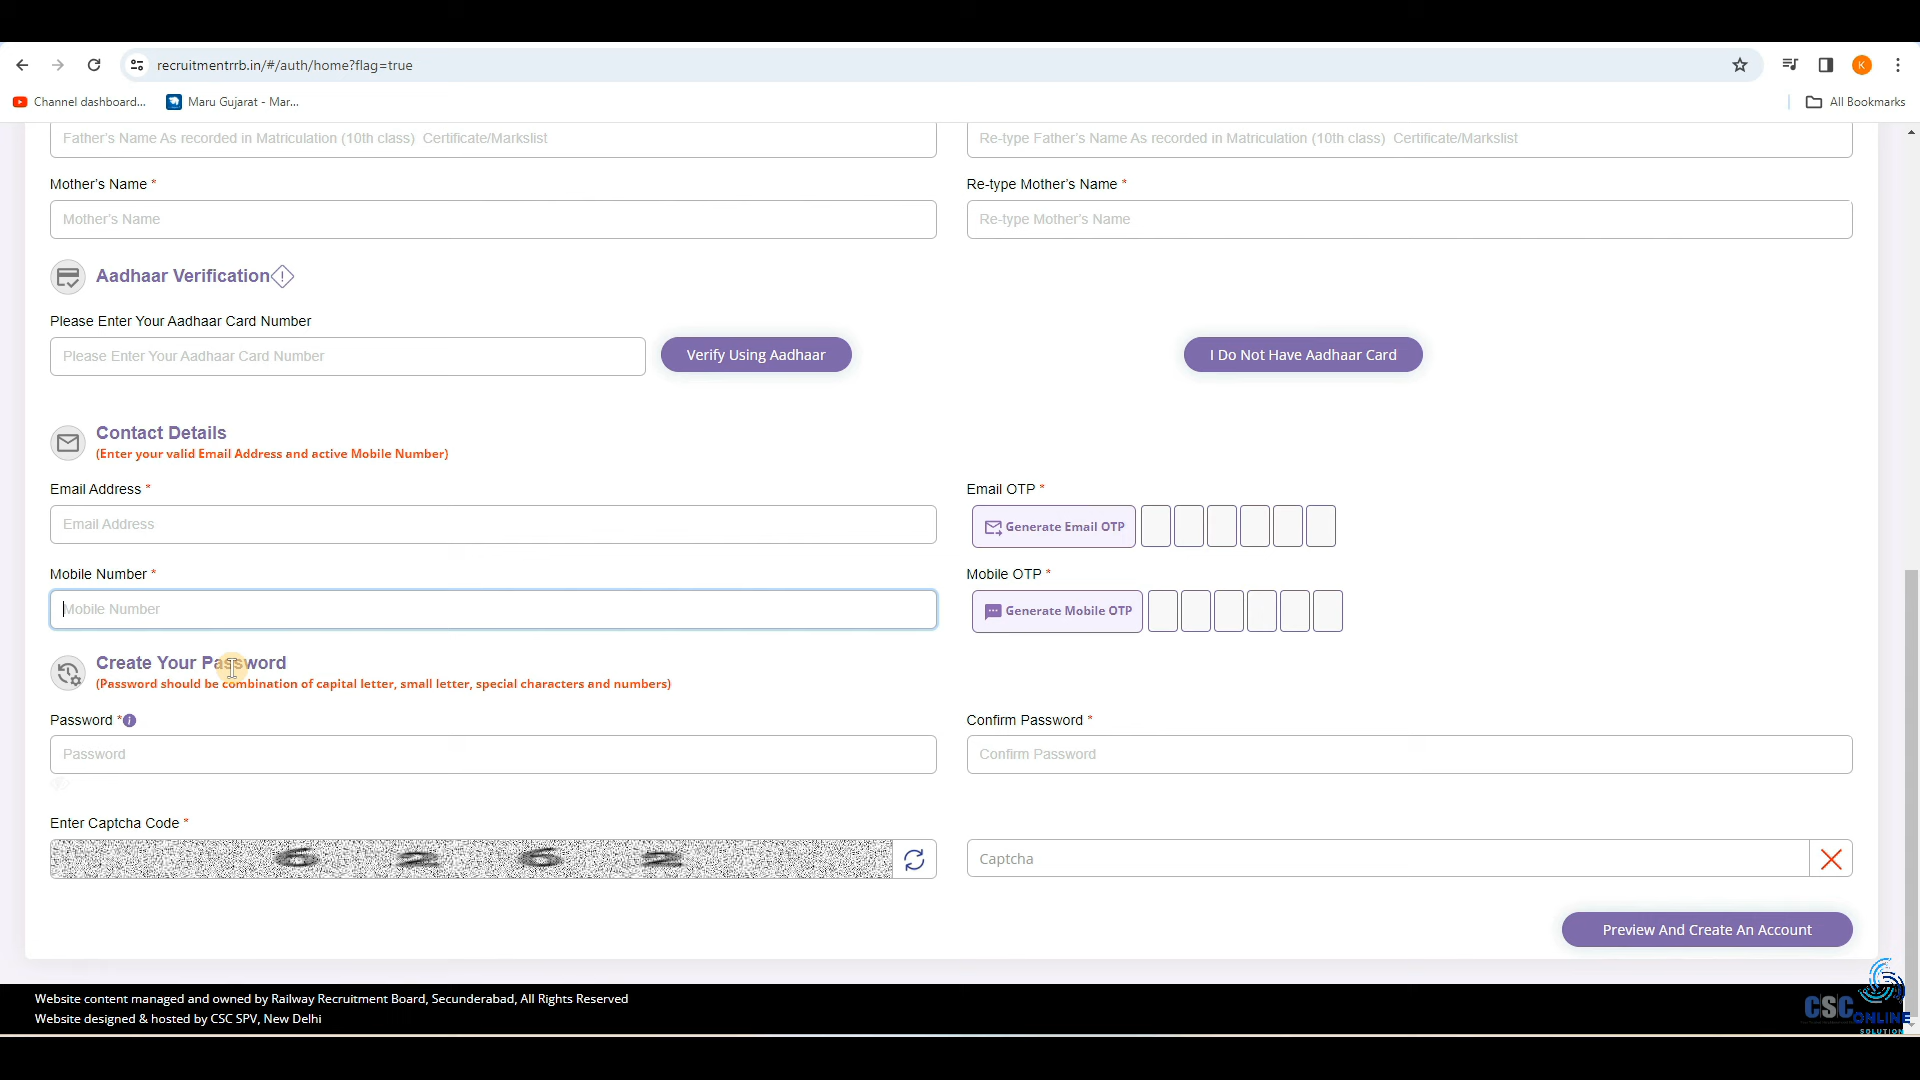 recruitmentrrb.in/#/auth/home?flag=true
Channel dashboard...
Maru Gujarat - Mar...
All Bookmarks
Father's Name As recorded in Matriculation (10th class) Certificate/Markslist
Re-type Father's Name As recorded in Matriculation (10th class) Certificate/Markslist
Mother's Name *
Re-type Mother's Name *
Mother's Name
Re-type Mother's Name
Aadhaar Verification
Please Enter Your Aadhaar Card Number
Please Enter Your Aadhaar Card Number
Verify Using Aadhaar
I Do Not Have Aadhaar Card
Contact Details
(Enter your valid Email Address and active Mobile Number)
Email Address *
Email OTP *
Email Address
Generate Email OTP
Mobile Number *
Mobile OTP *
Mobile Number
Generate Mobile OTP
Create Your Password
(Password should be combination of capital letter, small letter, special characters and numbers)
Password *
Confirm Password *
Password
Confirm Password
Enter Captcha Code *
6 2 6 2
Captcha
Preview And Create An Account
Website content managed and owned by Railway Recruitment Board, Secunderabad, All Rights Reserved
Website designed & hosted by CSC SPV, New Delhi
CSC
ONLINE
SOLUTION
K